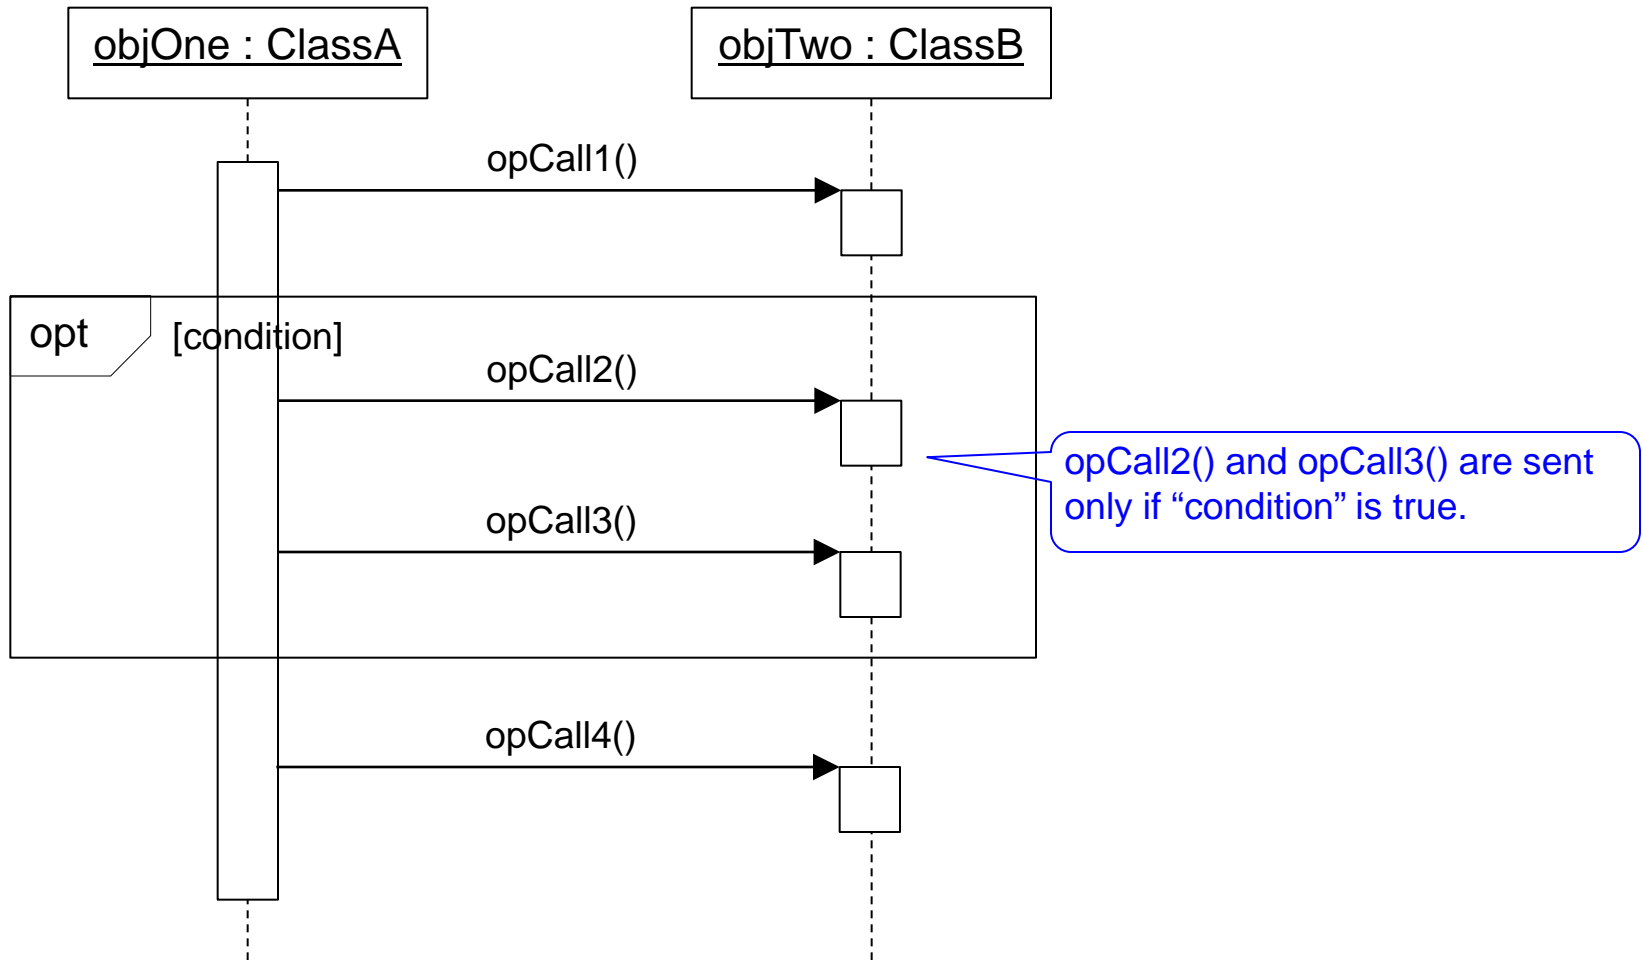 objOne : ClassA
objTwo : ClassB
opCall1()
opt
[condition]
opCall2()
opCall2() and opCall3() are sent
only if “condition” is true.
opCall3()
opCall4()